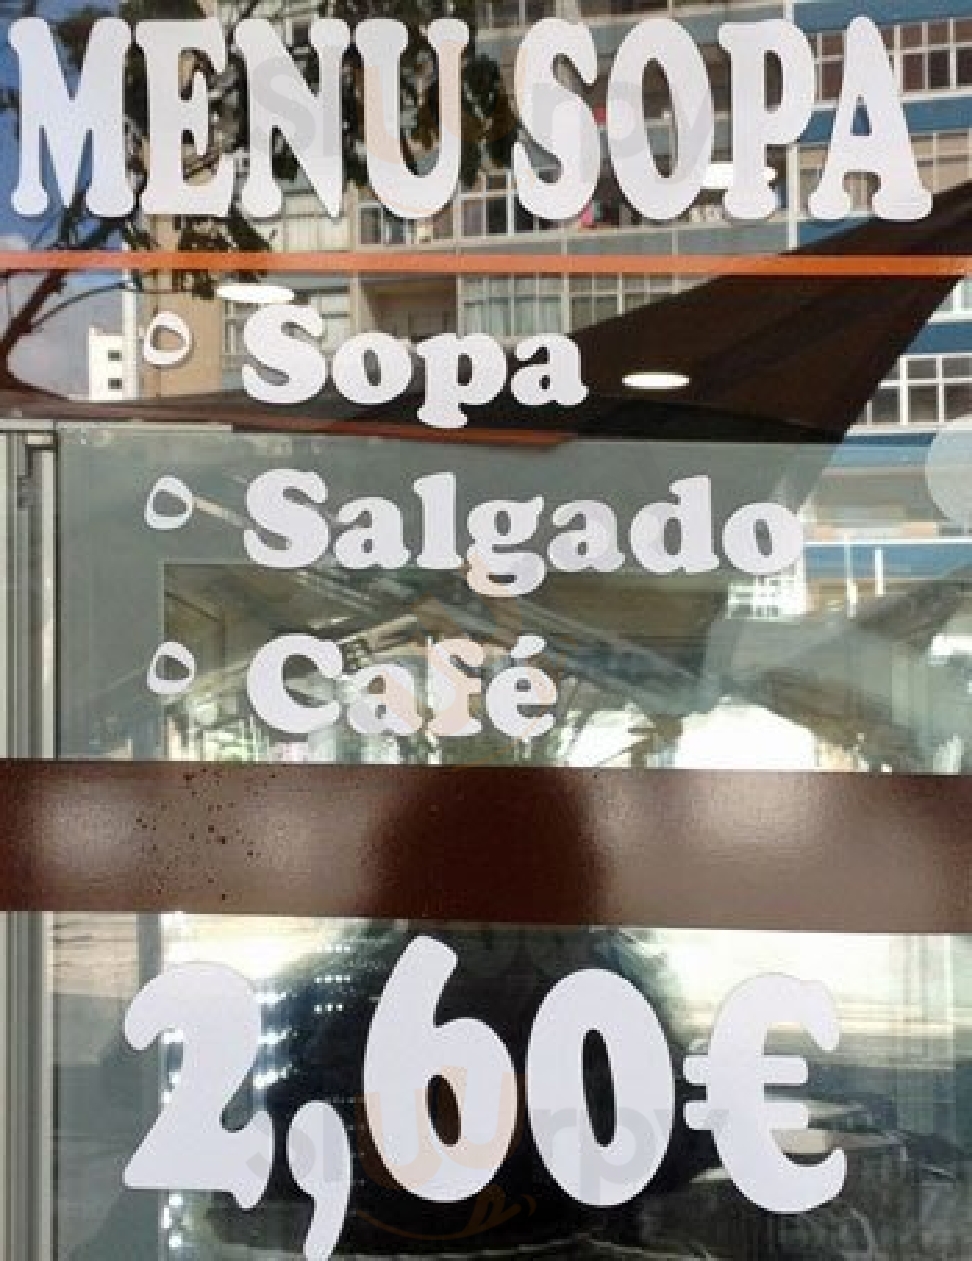 MENU SOPA
Sopa
Salgado
Café
2,60€